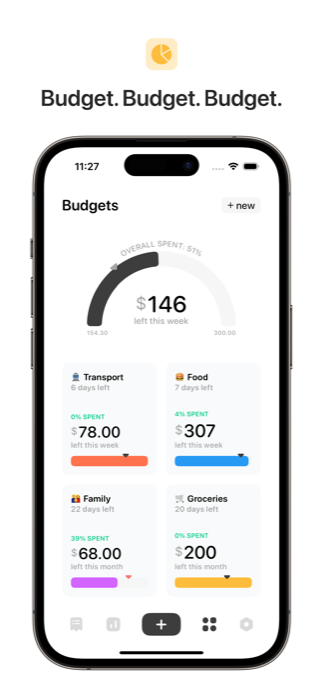 Budget. Budget. Budget.
11:27
Budgets
+ new
OVERALL SPENT: 51%
$146
left this week
154.30
300.00
Transport
6 days left
0% SPENT
$78.00
left this week
Food
7 days left
4% SPENT
$307
left this week
Family
22 days left
39% SPENT
$68.00
left this month
Groceries
20 days left
0% SPENT
$200
left this month
+